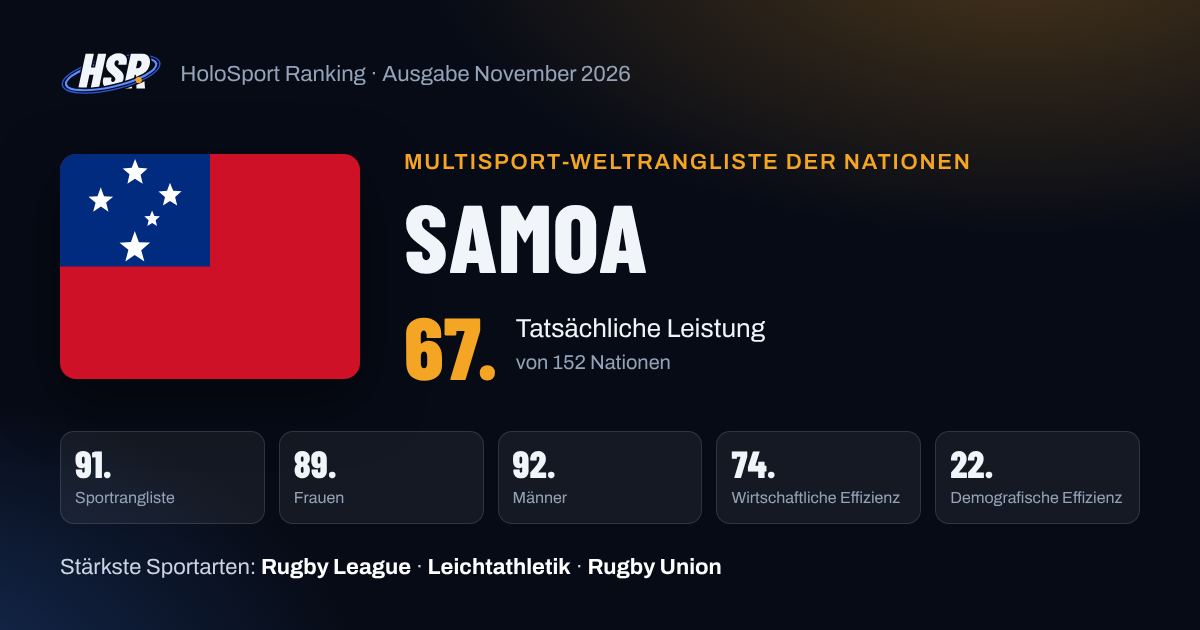 HSR
HoloSport Ranking · Ausgabe November 2026
MULTISPORT-WELTRANGLISTE DER NATIONEN
SAMOA
67.
Tatsächliche Leistung
von 152 Nationen
91.
Sportrangliste
89.
Frauen
92.
Männer
74.
Wirtschaftliche Effizienz
22.
Demografische Effizienz
Stärkste Sportarten: Rugby League · Leichtathletik · Rugby Union